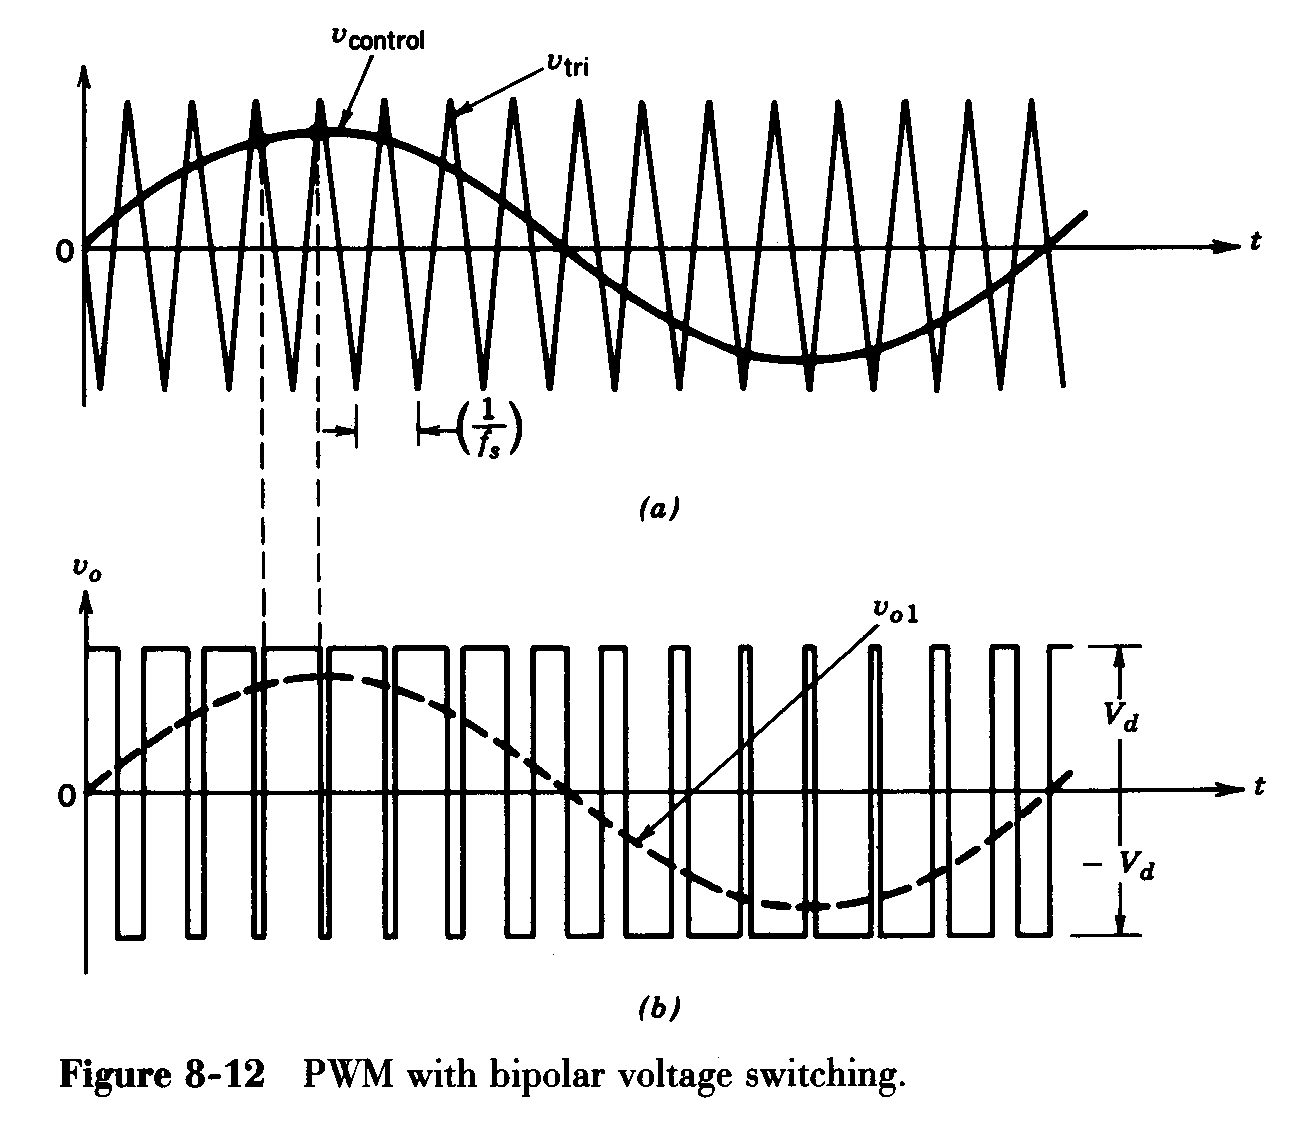 v_control
v_tri
0
t
(1/f_s)
(a)
v_o
v_o1
V_d
0
t
− V_d
(b)
Figure 8-12 PWM with bipolar voltage switching.